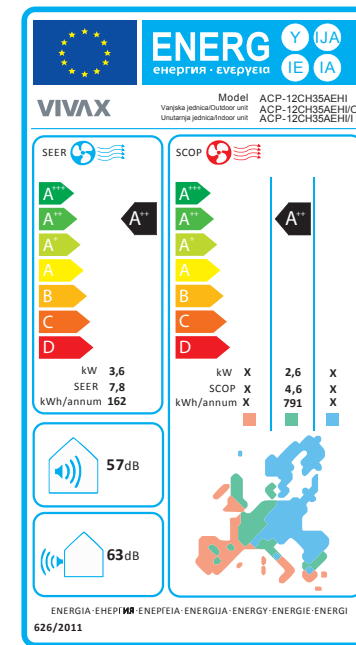 ENERG
енергия · ενεργεια
Y IJA
IE IA
VIVAX
Model ACP-12CH35AEHI
Vanjska jednica/Outdoor unit ACP-12CH35AEHI/O
Unutarnja jednica/Indoor unit ACP-12CH35AEHI/I
SEER
A+++
A++
A+
A
B
C
D
A++
kW 3,6
SEER 7,8
kWh/annum 162
SCOP
A+++
A++
A+
A
B
C
D
A++
kW X 2,6 X
SCOP X 4,6 X
kWh/annum X 791 X
57dB
63dB
ENERGIA·ЕНЕРГИЯ·ΕΝΕΡΓΕΙΑ·ENERGIJA·ENERGY·ENERGIE·ENERGI
626/2011